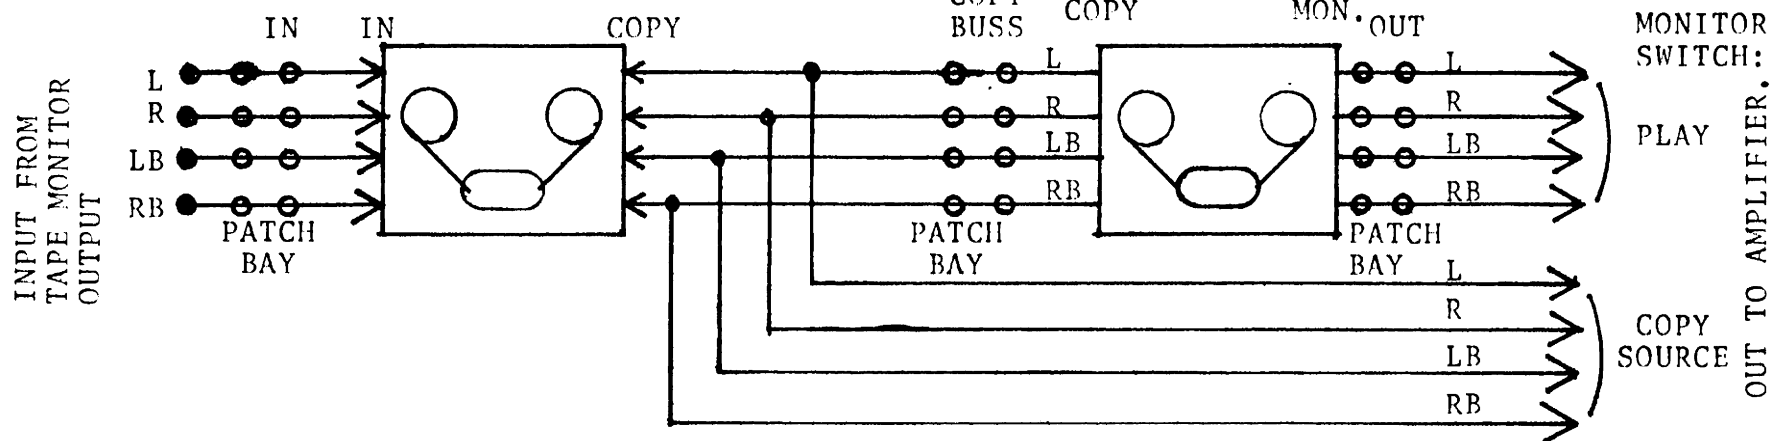 INPUT FROM
TAPE MONITOR
OUTPUT
IN
IN
COPY
L
R
LB
RB
PATCH
BAY
COPY
BUSS
COPY
MON.
OUT
L
R
LB
RB
PATCH
BAY
L
R
LB
RB
PATCH
BAY
MONITOR
SWITCH:
PLAY
L
R
LB
RB
COPY
SOURCE
OUT TO AMPLIFIER.